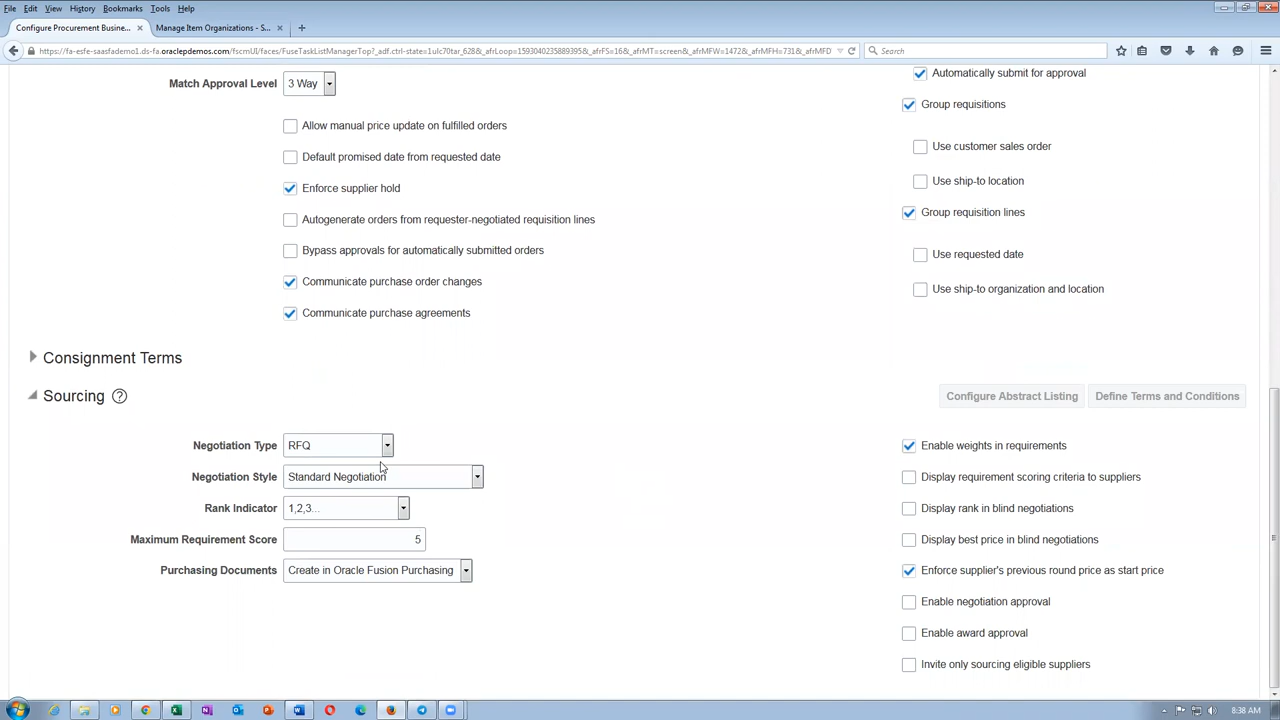 File Edit View History Bookmarks Tools Help
Configure Procurement Busine... × Manage Item Organizations - S... × +
Search
Match Approval Level 3 Way
Automatically submit for approval
Group requisitions
Allow manual price update on fulfilled orders
Use customer sales order
Default promised date from requested date
Use ship-to location
Enforce supplier hold
Group requisition lines
Autogenerate orders from requester-negotiated requisition lines
Use requested date
Bypass approvals for automatically submitted orders
Communicate purchase order changes
Use ship-to organization and location
Communicate purchase agreements
Consignment Terms
Sourcing ?
Configure Abstract Listing Define Terms and Conditions
Negotiation Type RFQ
Enable weights in requirements
Negotiation Style Standard Negotiation
Display requirement scoring criteria to suppliers
Rank Indicator 1,2,3...
Display rank in blind negotiations
Maximum Requirement Score 5
Display best price in blind negotiations
Purchasing Documents Create in Oracle Fusion Purchasing
Enforce supplier's previous round price as start price
Enable negotiation approval
Enable award approval
Invite only sourcing eligible suppliers
8:38 AM